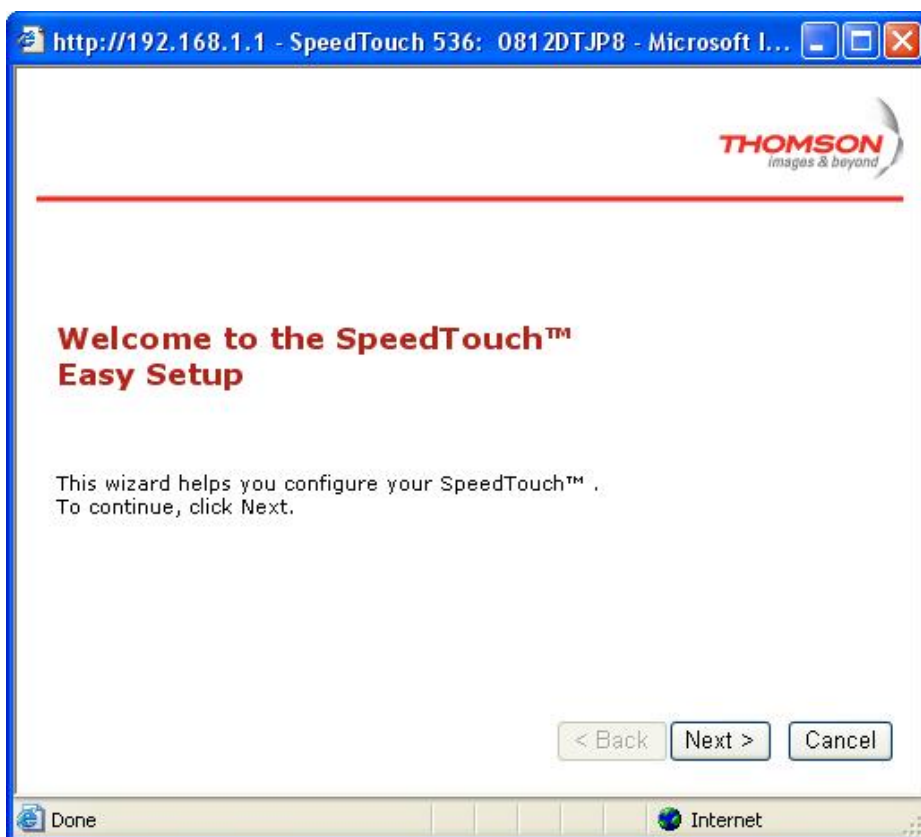 http://192.168.1.1 - SpeedTouch 536: 0812DTJP8 - Microsoft I...
THOMSON
images & beyond
Welcome to the SpeedTouch™
Easy Setup
This wizard helps you configure your SpeedTouch™ .
To continue, click Next.
< Back Next > Cancel
Done Internet